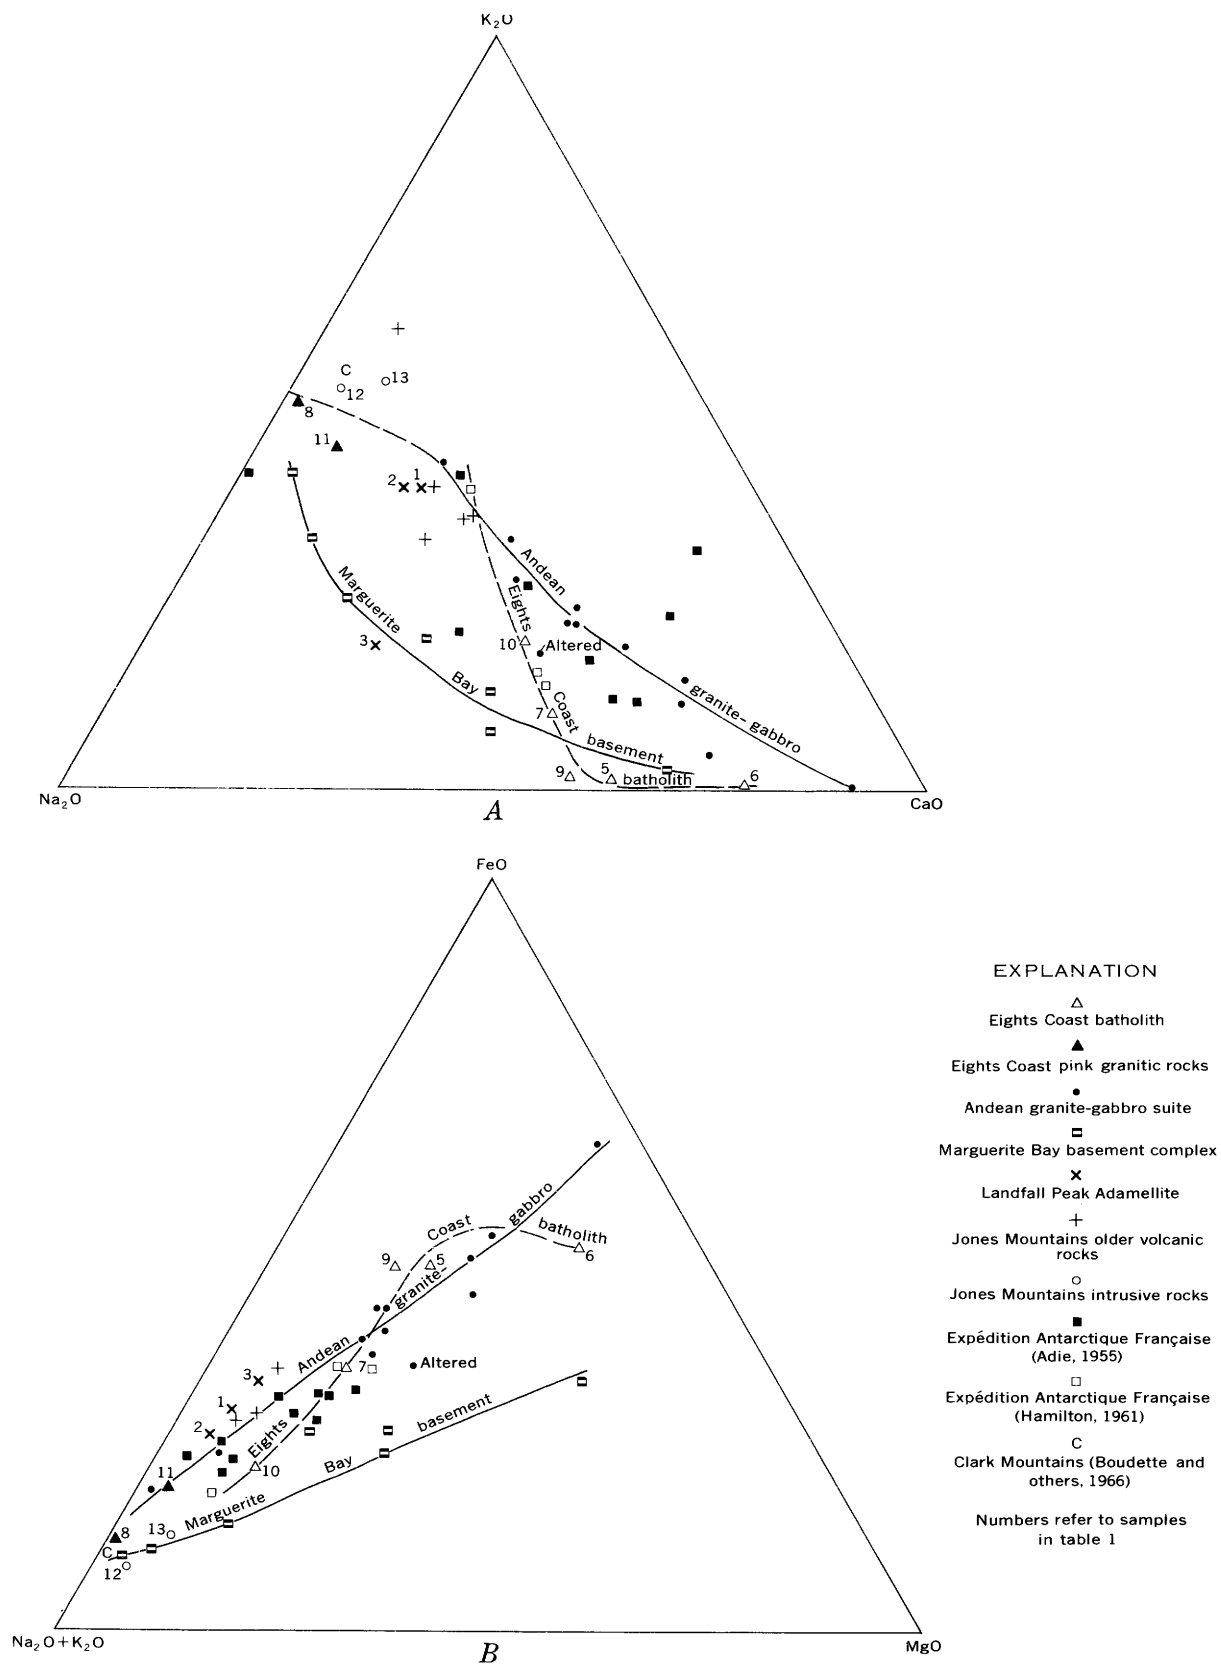 K₂O
C
13
12
8
11
2
1
Andean
Marguerite
Eights
3
10
Altered
Bay
Coast
granite-gabbro
7
basement
9
5
batholith
6
Na₂O
CaO
A
FeO
EXPLANATION
Eights Coast batholith
Eights Coast pink granitic rocks
Andean granite-gabbro suite
Marguerite Bay basement complex
Landfall Peak Adamellite
Jones Mountains older volcanic
rocks
Jones Mountains intrusive rocks
Expédition Antarctique Française
(Adie, 1955)
Expédition Antarctique Française
(Hamilton, 1961)
C
Clark Mountains (Boudette and
others, 1966)
Numbers refer to samples
in table 1
gabbro
Coast
batholith
9
5
6
granite-
Andean
3
7
Altered
1
2
Eights
basement
11
10
Bay
Marguerite
8
13
C
12
Na₂O+K₂O
MgO
B